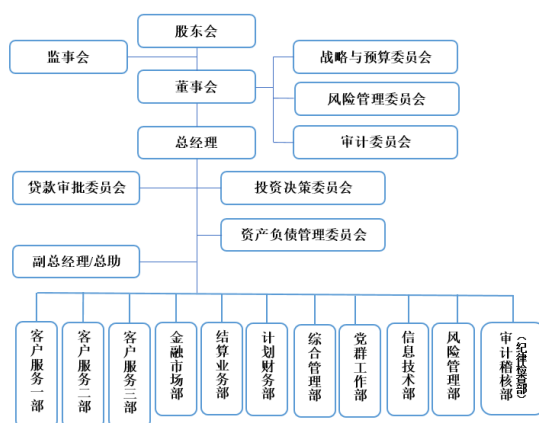 股东会
监事会
战略与预算委员会
董事会
风险管理委员会
总经理
审计委员会
贷款审批委员会
投资决策委员会
资产负债管理委员会
副总经理/总助
客户服务一部
客户服务二部
客户服务三部
金融市场部
结算业务部
计划财务部
综合管理部
党群工作部
信息技术部
风险管理部
审计稽核部
（纪律检查部）